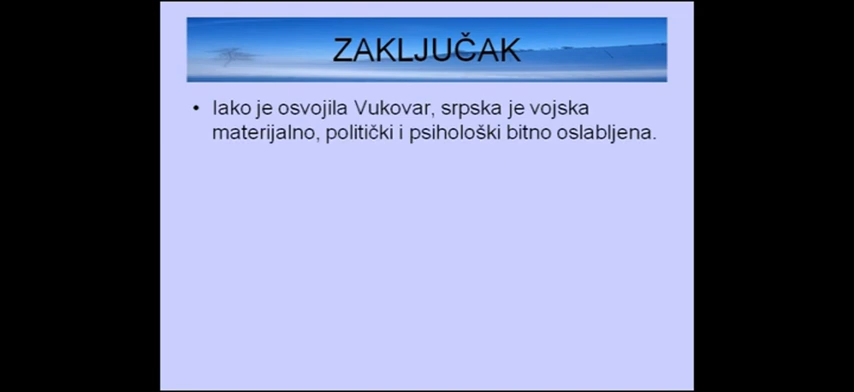 ZAKLJUČAK
• Iako je osvojila Vukovar, srpska je vojska
materijalno, politički i psihološki bitno oslabljena.